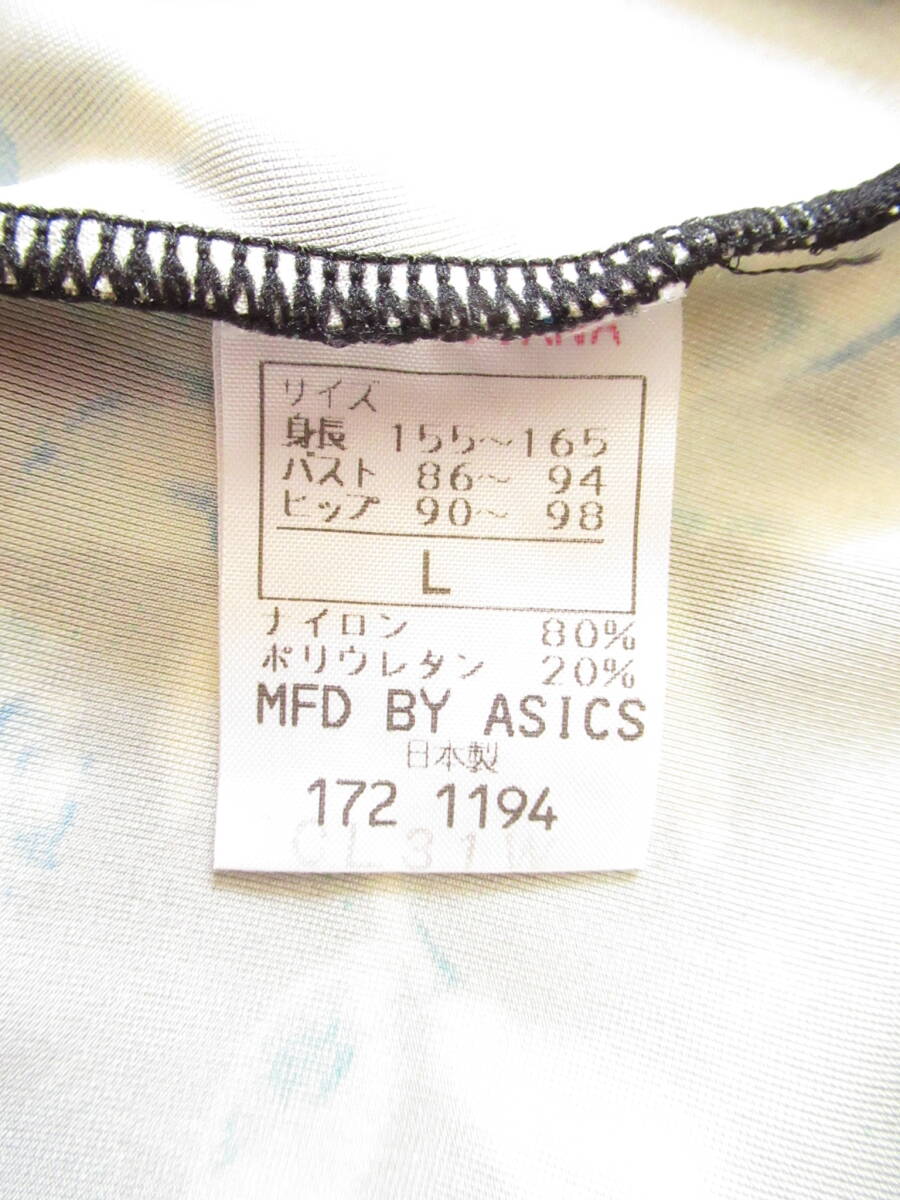 サイズ
身長 155〜165
バスト 86〜 94
ヒップ 90〜 98
L
ナイロン 80%
ポリウレタン 20%
MFD BY ASICS
日本製
172 1194